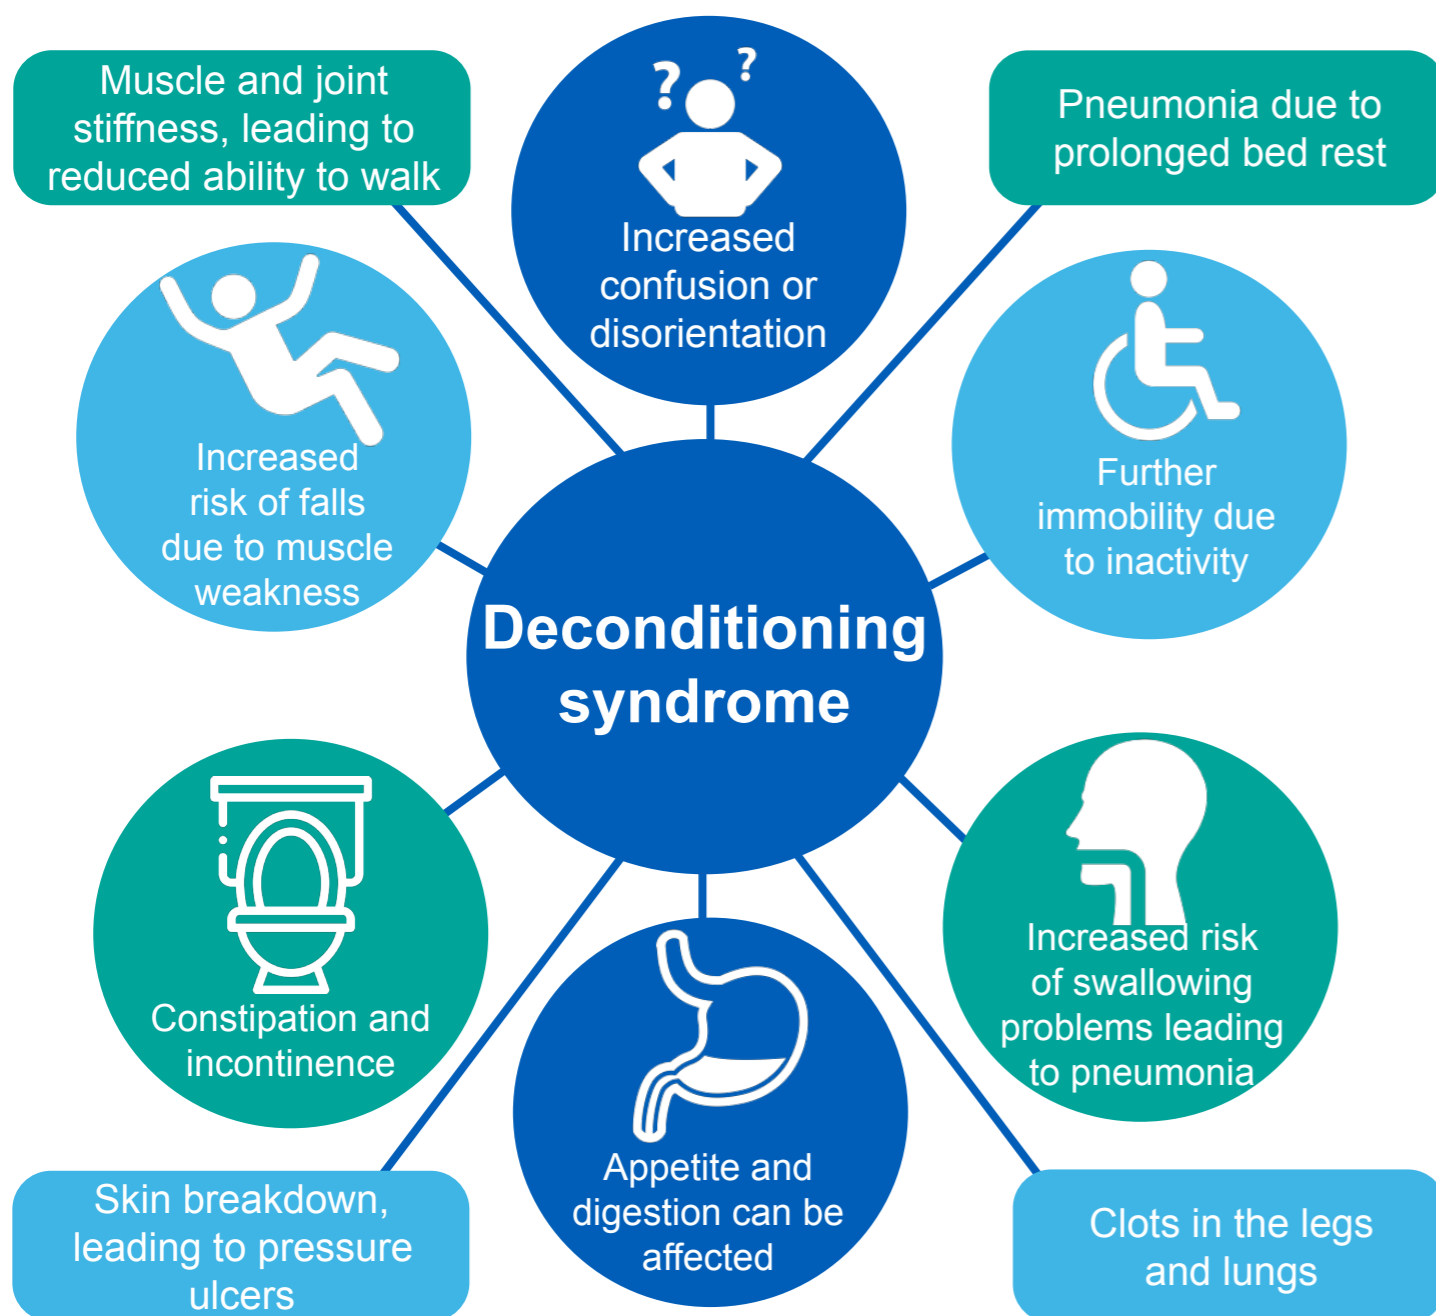 Muscle and joint
stiffness, leading to
reduced ability to walk
? ?
Increased
confusion or
disorientation
Pneumonia due to
prolonged bed rest
Increased
risk of falls
due to muscle
weakness
Further
immobility due
to inactivity
Deconditioning
syndrome
Constipation and
incontinence
Increased risk
of swallowing
problems leading
to pneumonia
Skin breakdown,
leading to pressure
ulcers
Appetite and
digestion can be
affected
Clots in the legs
and lungs